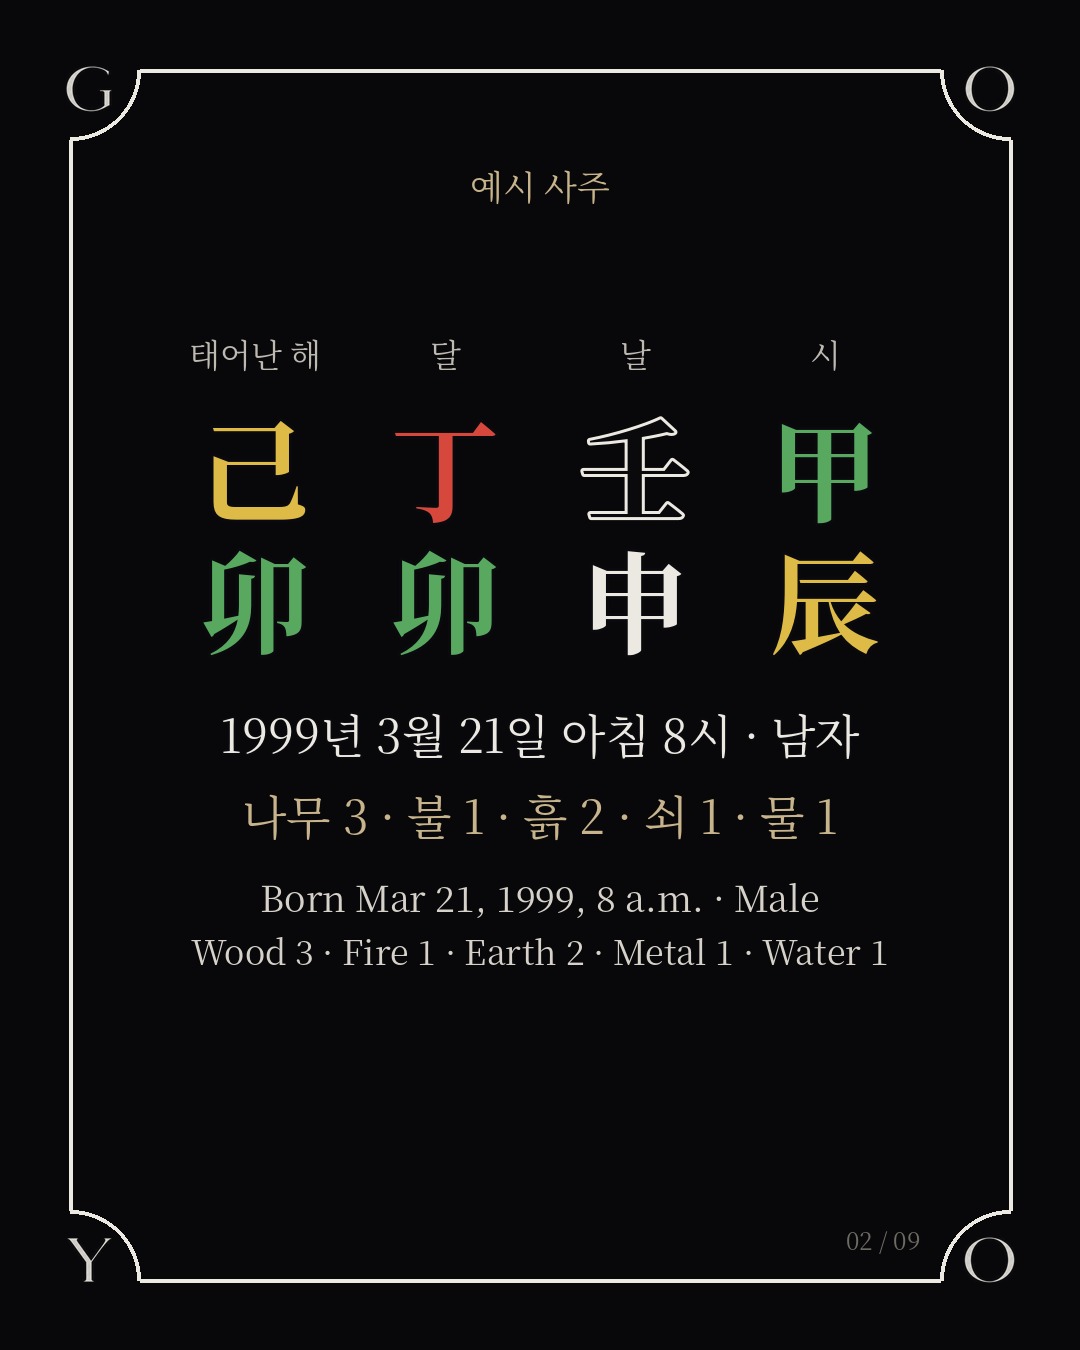 G O
예시 사주
태어난 해 달 날 시
己 丁 壬 甲
卯 卯 申 辰
1999년 3월 21일 아침 8시 · 남자
나무 3 · 불 1 · 흙 2 · 쇠 1 · 물 1
Born Mar 21, 1999, 8 a.m. · Male
Wood 3 · Fire 1 · Earth 2 · Metal 1 · Water 1
02 / 09
Y O